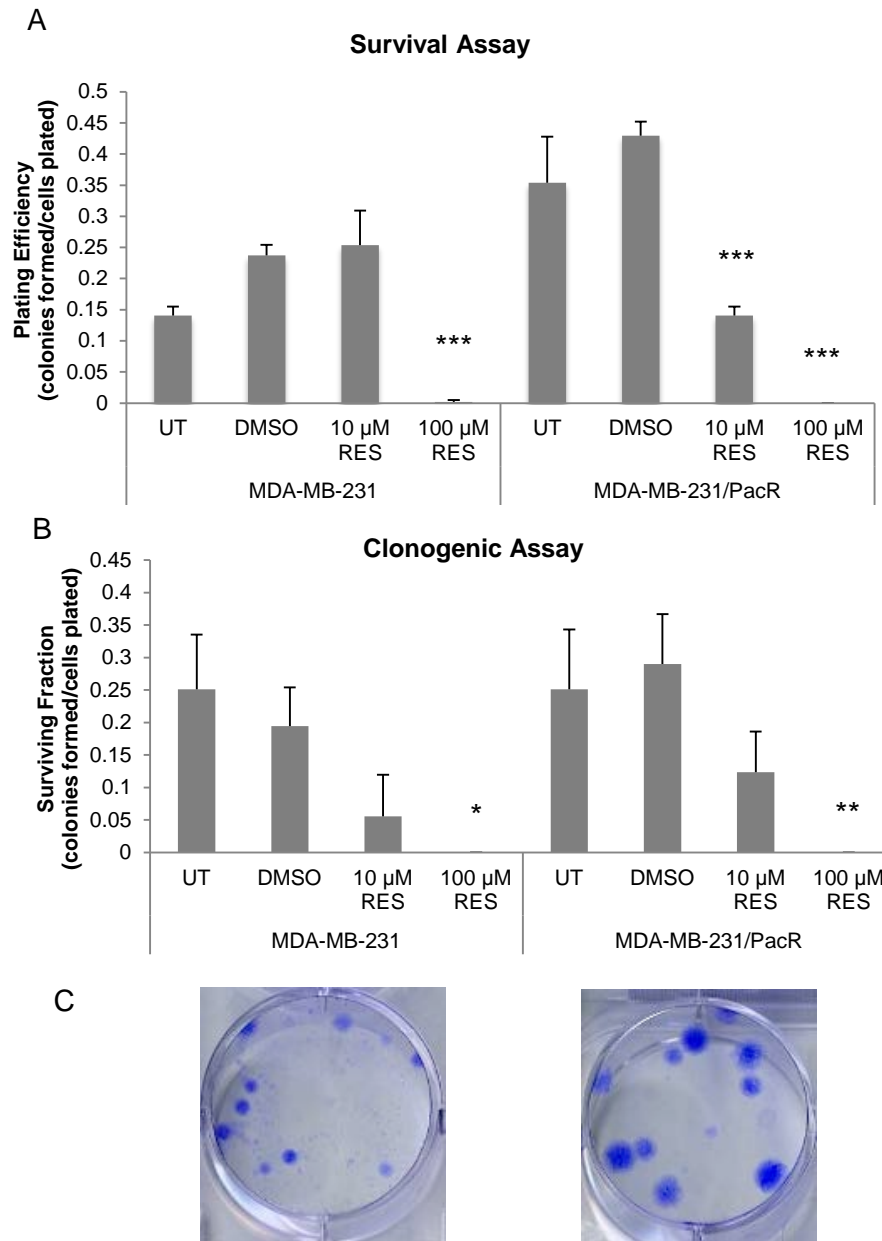 A
Survival Assay
Plating Efficiency
(colonies formed/cells plated)
0.5
0.45
0.4
0.35
0.3
0.25
0.2
0.15
0.1
0.05
0
***
***
***
UT DMSO 10 µM RES 100 µM RES UT DMSO 10 µM RES 100 µM RES
MDA-MB-231 MDA-MB-231/PacR
B
Clonogenic Assay
Surviving Fraction
(colonies formed/cells plated)
0.45
0.4
0.35
0.3
0.25
0.2
0.15
0.1
0.05
0
*
**
UT DMSO 10 µM RES 100 µM RES UT DMSO 10 µM RES 100 µM RES
MDA-MB-231 MDA-MB-231/PacR
C